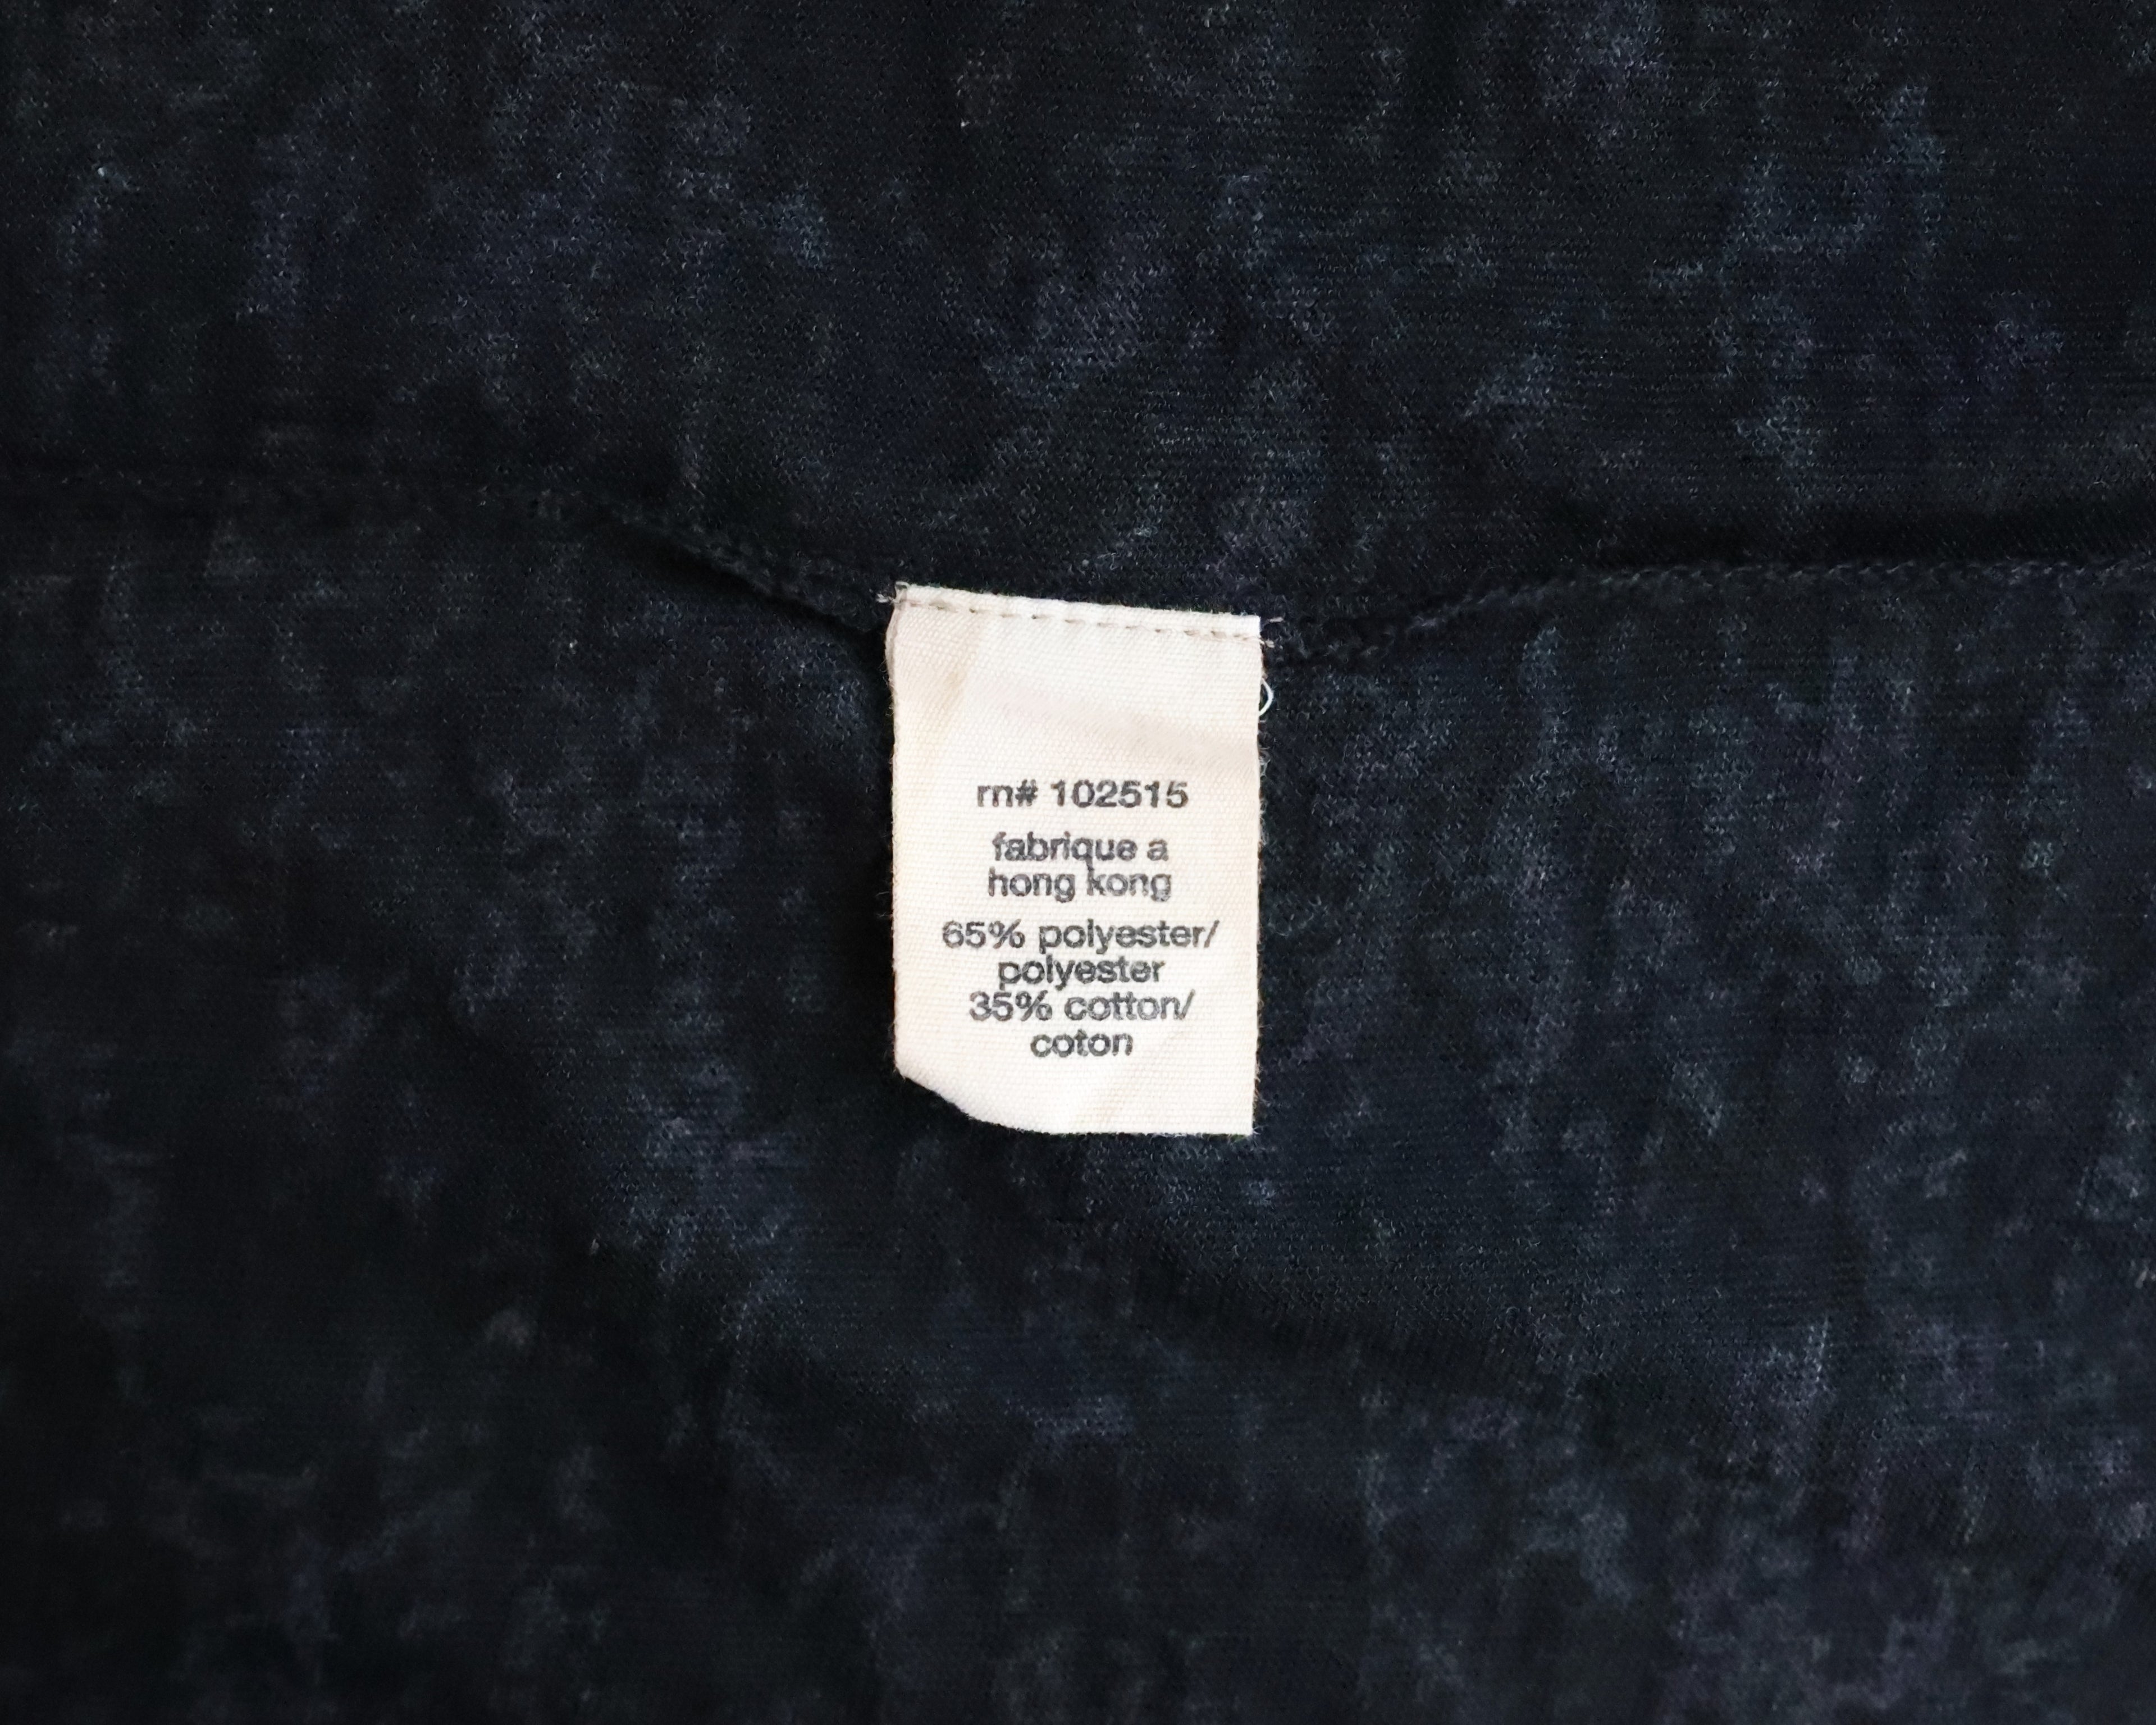 rn# 102515
fabrique a
hong kong
65% polyester/
polyester
35% cotton/
coton